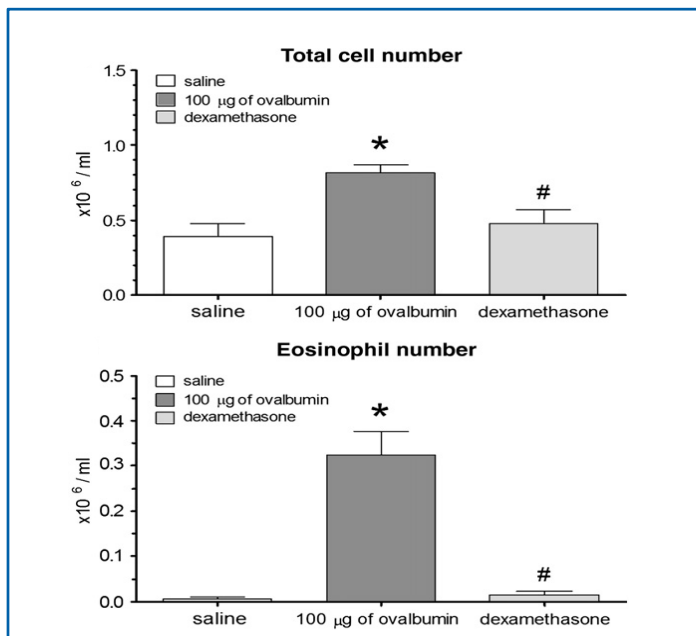 Total cell number
1.5
1.0
0.5
0.0
x10 6 / ml
saline
100 µg of ovalbumin
dexamethasone
*
#
saline
100 µg of ovalbumin
dexamethasone
Eosinophil number
0.5
0.4
0.3
0.2
0.1
0.0
x10 6 / ml
saline
100 µg of ovalbumin
dexamethasone
*
#
saline
100 µg of ovalbumin
dexamethasone